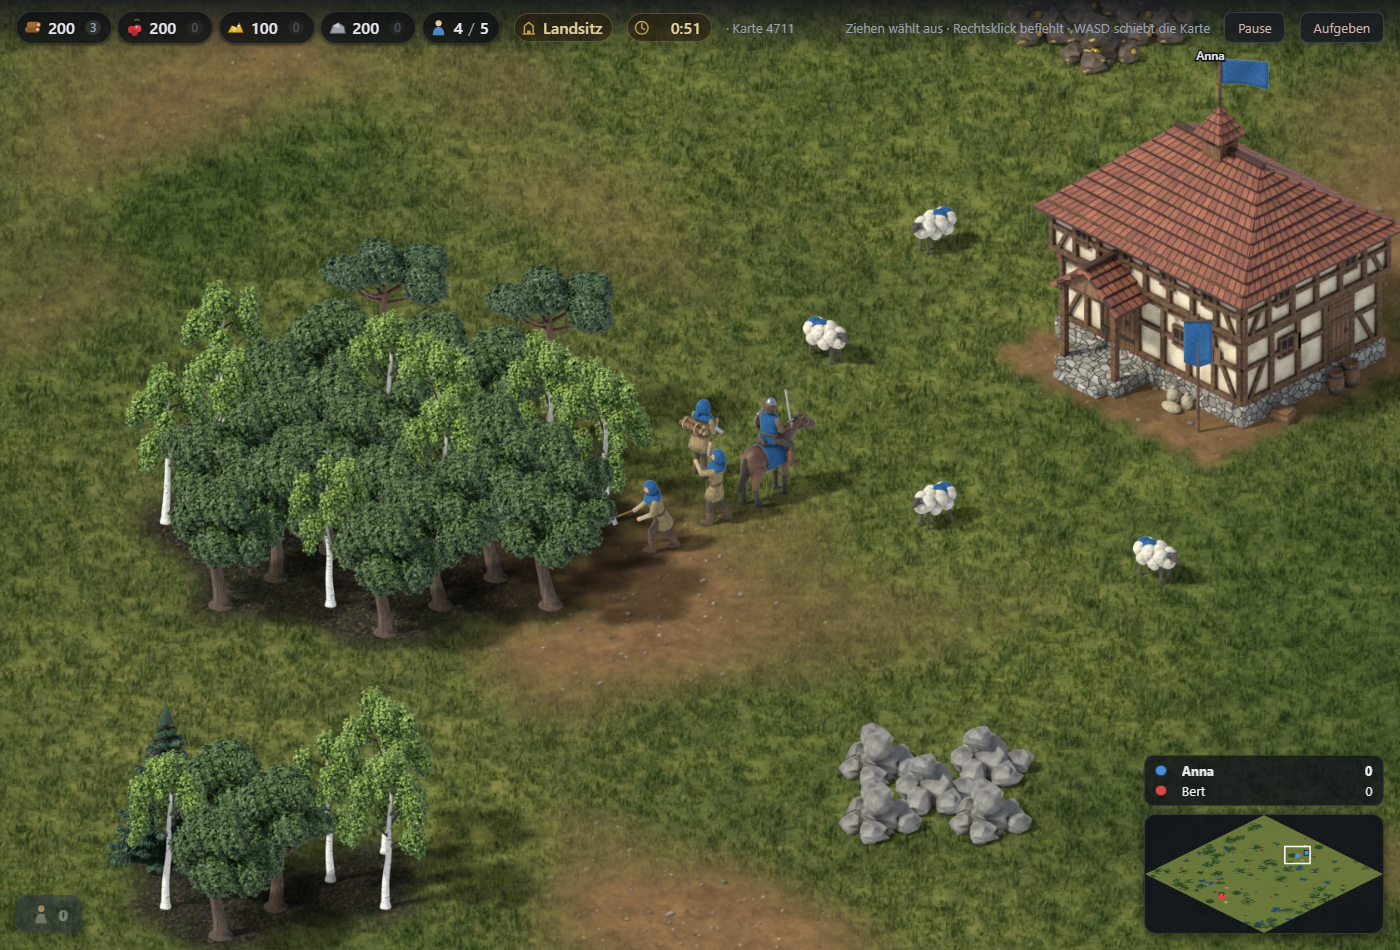 200 3 200 0 100 0 200 0 4 / 5 Landsitz 0:51 · Karte 4711 Ziehen wählt aus · Rechtsklick befiehlt · WASD schiebt die Karte Pause Aufgeben
Anna
Anna 0
Bert 0
0